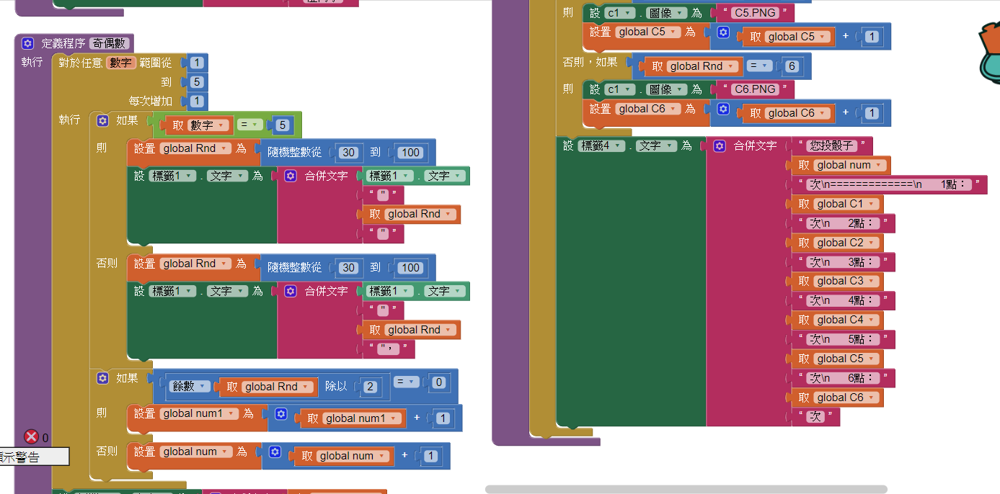 定義程序 奇偶數
執行 對於任意 數字 範圍從 1
到 5
每次增加 1
執行 如果 取 數字 = 5
則 設置 global Rnd 為 隨機整數從 30 到 100
設 標籤1 . 文字 為 合併文字 標籤1 . 文字
“ " ”
取 global Rnd
“ " ”
否則 設置 global Rnd 為 隨機整數從 30 到 100
設 標籤1 . 文字 為 合併文字 標籤1 . 文字
“ " ”
取 global Rnd
“ "， ”
如果 餘數 取 global Rnd 除以 2 = 0
則 設置 global num1 為 取 global num1 + 1
0
否則 設置 global num 為 取 global num + 1
示警告
則 設 c1 . 圖像 為 “ C5.PNG ”
設置 global C5 為 取 global C5 + 1
否則，如果 取 global Rnd = 6
則 設 c1 . 圖像 為 “ C6.PNG ”
設置 global C6 為 取 global C6 + 1
設 標籤4 . 文字 為 合併文字 “ 您投骰子 ”
取 global num
“ 次\n=============\n 1點： ”
取 global C1
“ 次\n 2點： ”
取 global C2
“ 次\n 3點： ”
取 global C3
“ 次\n 4點： ”
取 global C4
“ 次\n 5點： ”
取 global C5
“ 次\n 6點： ”
取 global C6
“ 次 ”